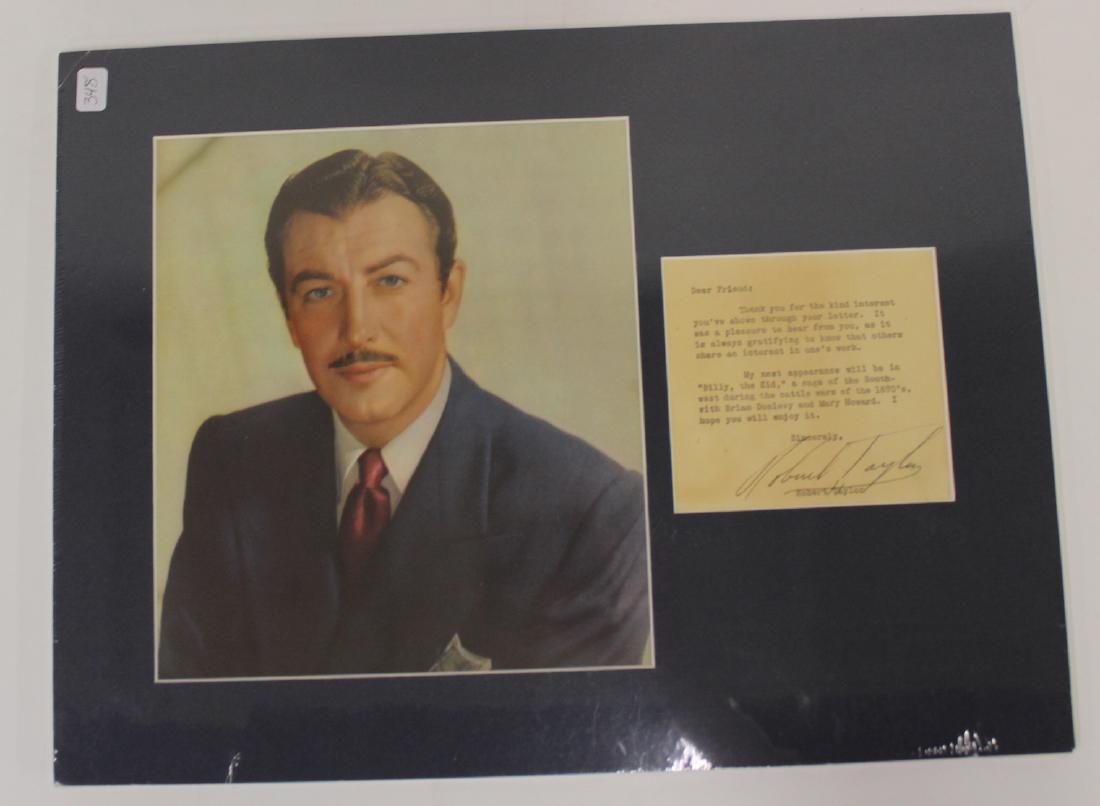 348
Dear Friend:
Thank you for the kind interest
you've shown through your letter. It
was a pleasure to hear from you, as it
is always gratifying to know that others
share an interest in one's work.
My next appearance will be in
"Billy, the Kid," a saga of the South-
west during the cattle wars of the 1880's,
with Brian Donlevy and Mary Howard. I
hope you will enjoy it.
Sincerely,
Robert Taylor
Robert Taylor